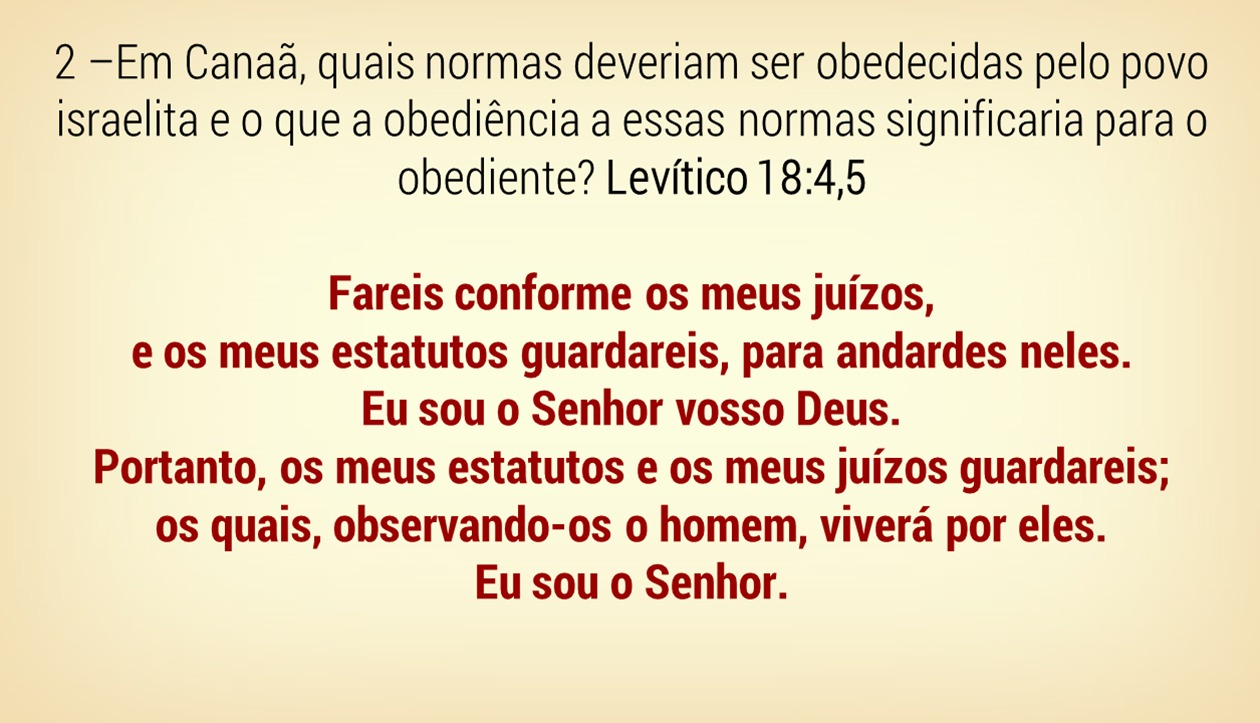 2 –Em Canaã, quais normas deveriam ser obedecidas pelo povo
israelita e o que a obediência a essas normas significaria para o
obediente? Levítico 18:4,5
Fareis conforme os meus juízos,
e os meus estatutos guardareis, para andardes neles.
Eu sou o Senhor vosso Deus.
Portanto, os meus estatutos e os meus juízos guardareis;
os quais, observando-os o homem, viverá por eles.
Eu sou o Senhor.